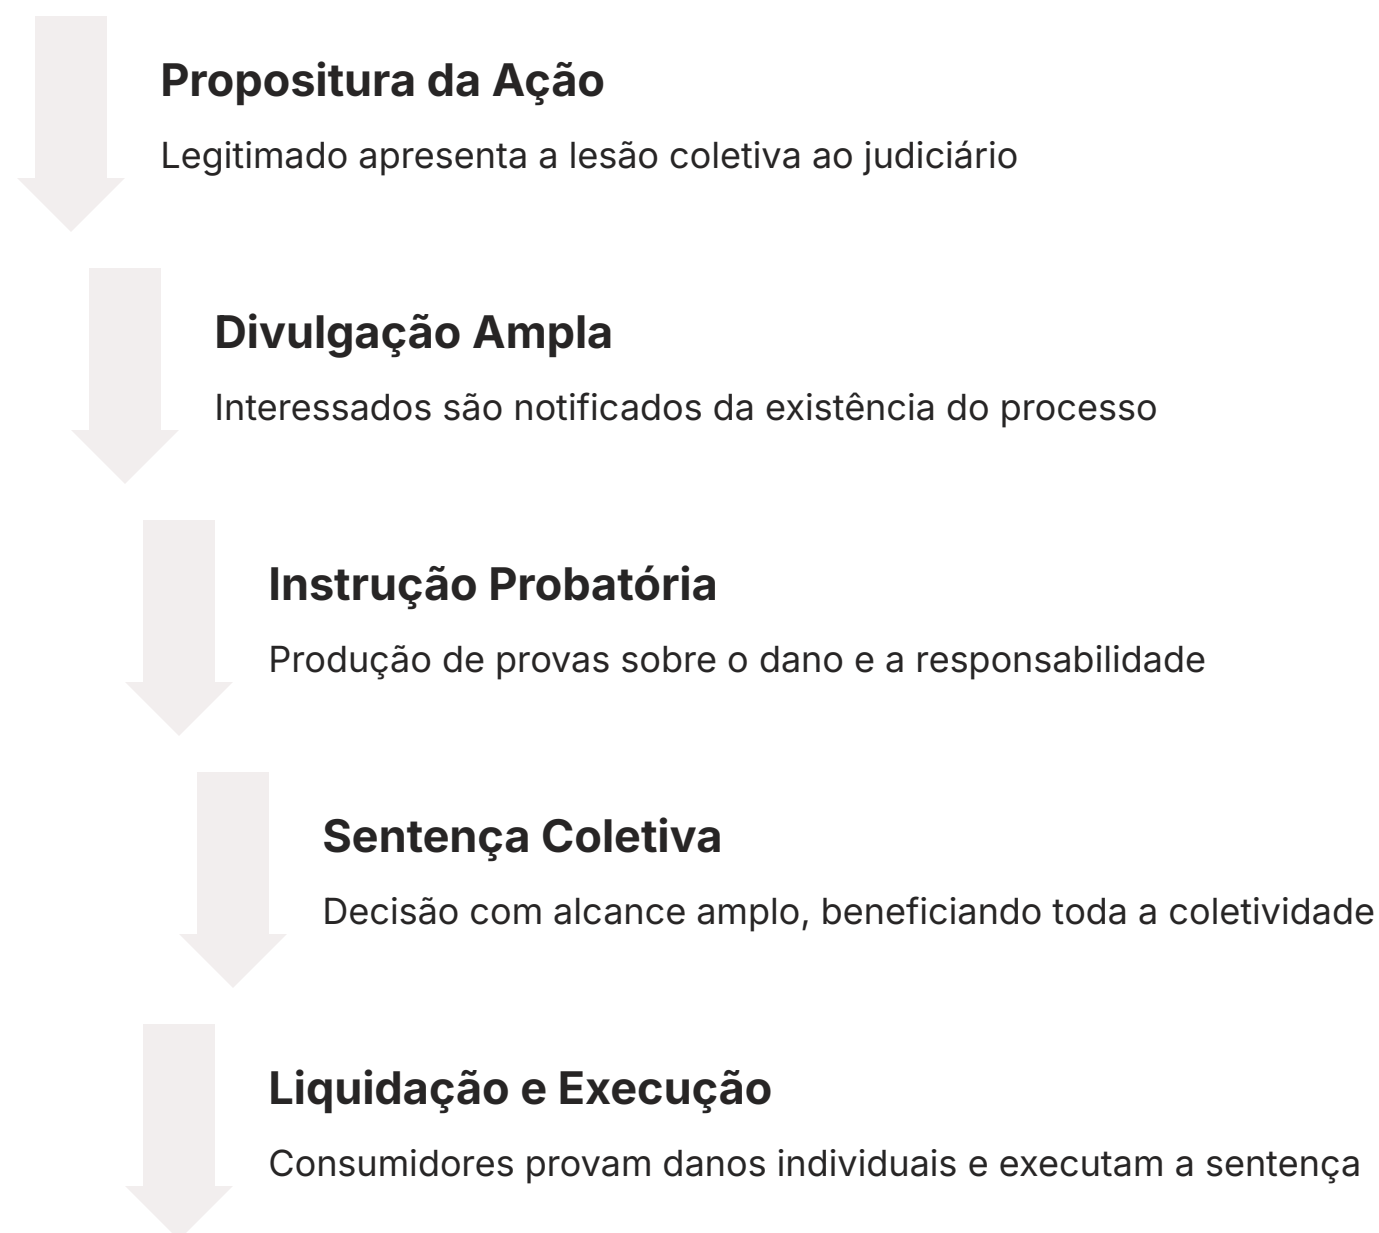 Propositura da Ação
Legitimado apresenta a lesão coletiva ao judiciário
Divulgação Ampla
Interessados são notificados da existência do processo
Instrução Probatória
Produção de provas sobre o dano e a responsabilidade
Sentença Coletiva
Decisão com alcance amplo, beneficiando toda a coletividade
Liquidação e Execução
Consumidores provam danos individuais e executam a sentença